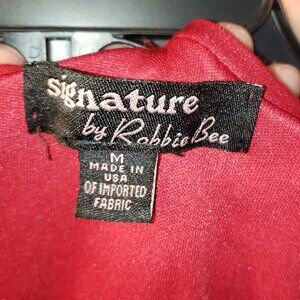 signature
by Robbie Bee
M
MADE IN
USA
OF IMPORTED
FABRIC